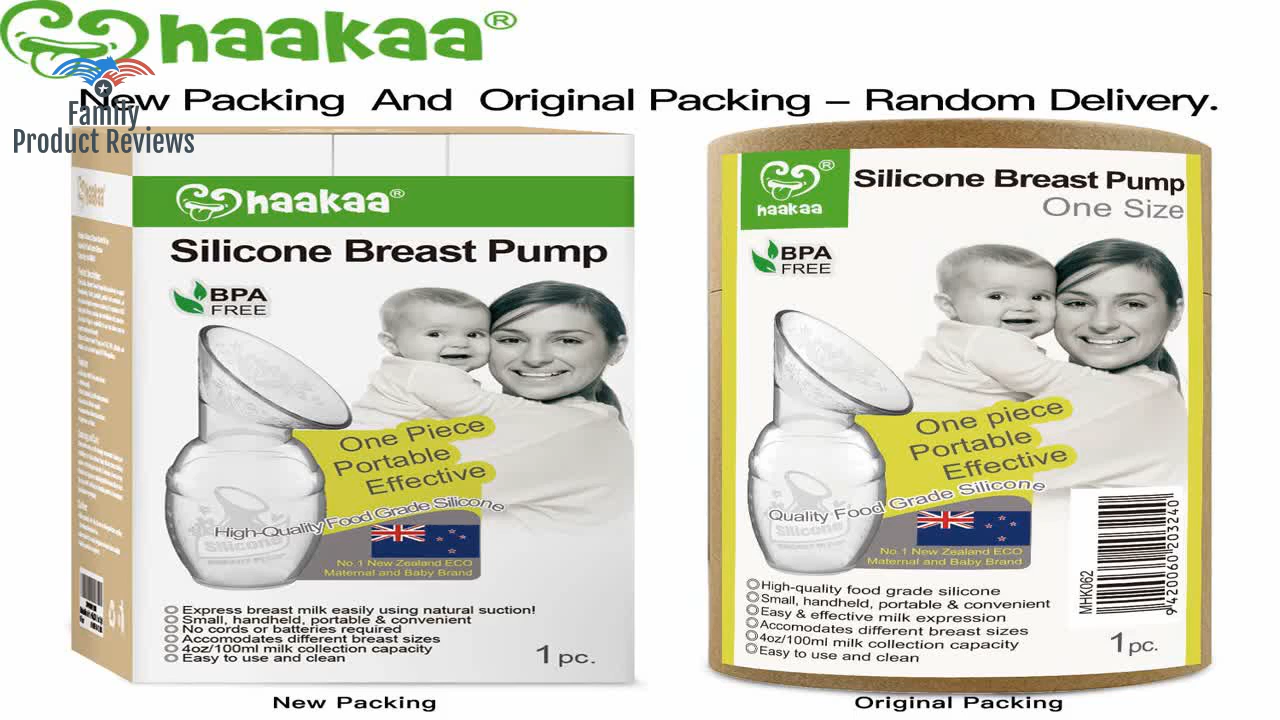 haakaa®
New Packing And Original Packing – Random Delivery.
Family
Product Reviews
haakaa
haakaa®
Silicone Breast Pump
BPA
FREE
One Piece
Portable
Effective
High-Quality Food Grade Silicone
Silicone
No.1 New Zealand ECO
Maternal and Baby Brand
Express breast milk easily using natural suction!
Small, handheld, portable & convenient
No cords or batteries required
Accomodates different breast sizes
4oz/100ml milk collection capacity
Easy to use and clean
1 pc.
New Packing
haakaa
®
Silicone Breast Pump
One Size
BPA
FREE
One piece
Portable
Effective
Quality Food Grade Silicone
Silicone
No.1 New Zealand ECO
Maternal and Baby Brand
High-quality food grade silicone
Small, handheld, portable & convenient
Easy & effective milk expression
Accomodates different breast sizes
4oz/100ml milk collection capacity
Easy to use and clean
MHK062
9 420060 203240
1 pc.
Original Packing